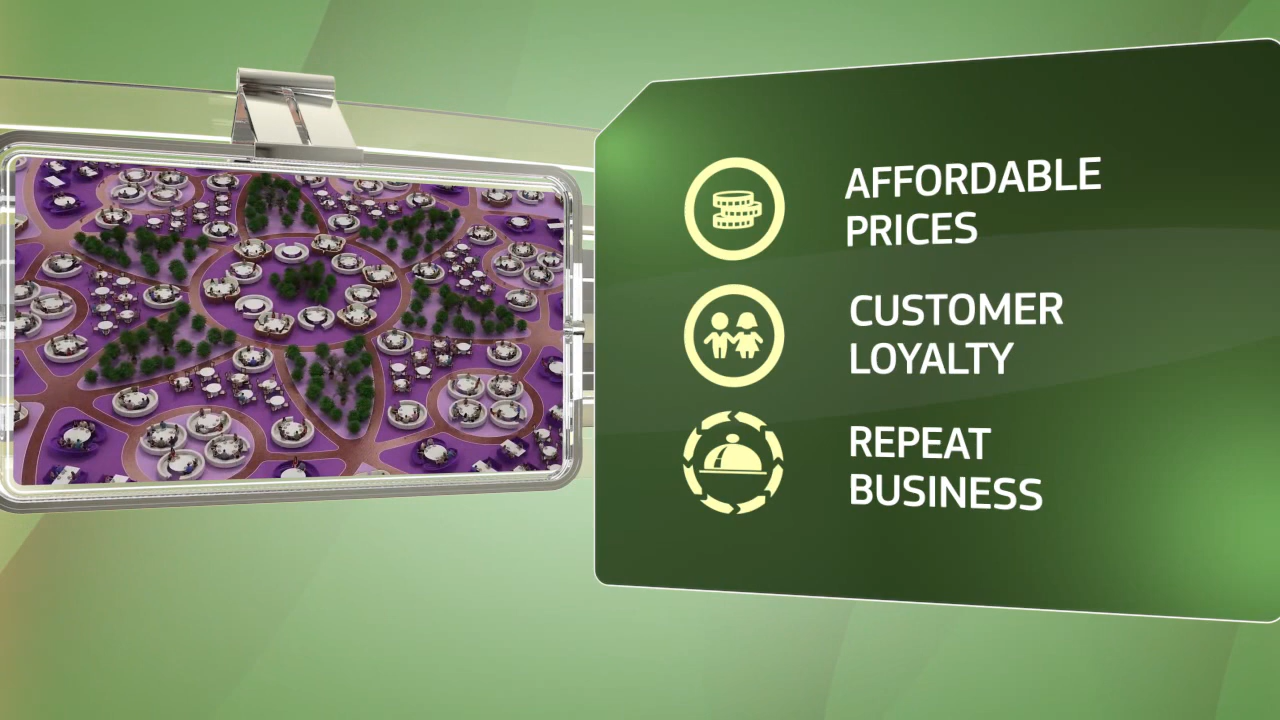 AFFORDABLE
PRICES
CUSTOMER
LOYALTY
REPEAT
BUSINESS